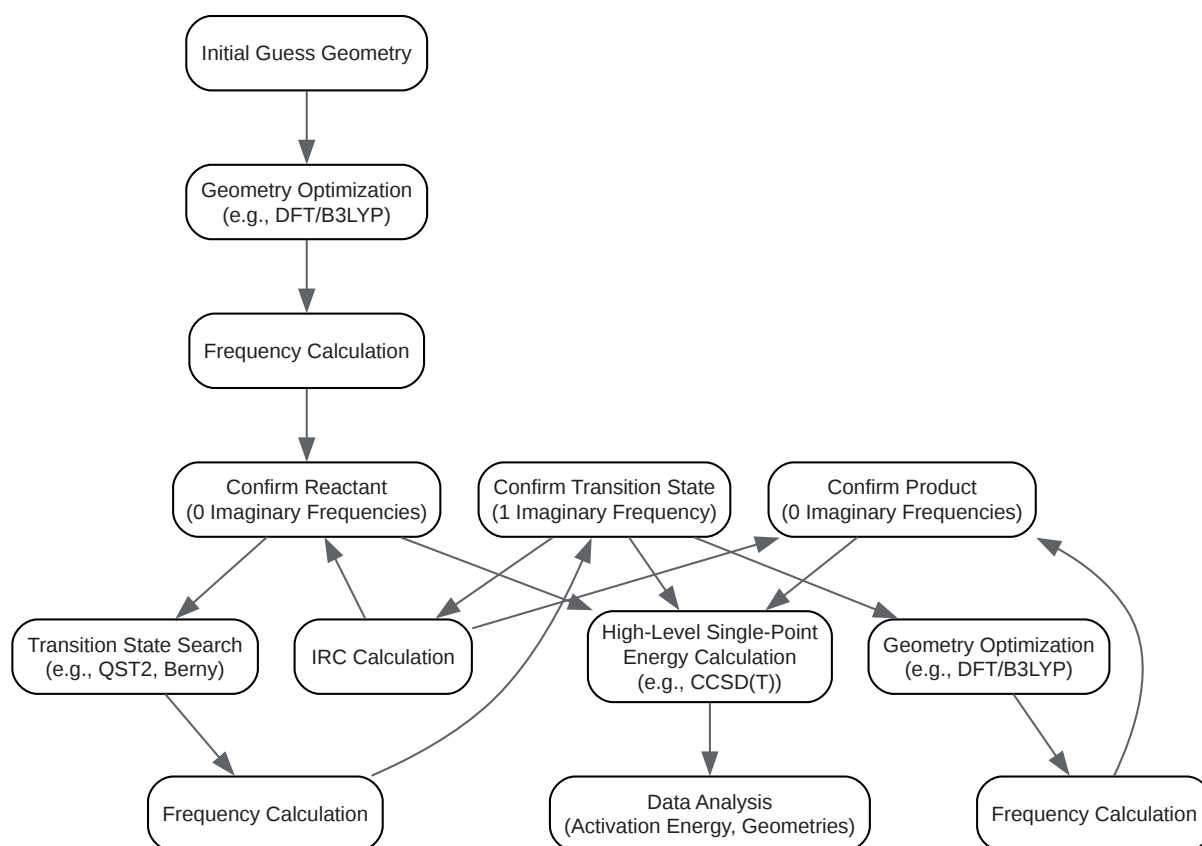 Initial Guess Geometry
Geometry Optimization
(e.g., DFT/B3LYP)
Frequency Calculation
Confirm Reactant
(0 Imaginary Frequencies)
Confirm Transition State
(1 Imaginary Frequency)
Confirm Product
(0 Imaginary Frequencies)
Transition State Search
(e.g., QST2, Berny)
IRC Calculation
High-Level Single-Point
Energy Calculation
(e.g., CCSD(T))
Geometry Optimization
(e.g., DFT/B3LYP)
Frequency Calculation
Data Analysis
(Activation Energy, Geometries)
Frequency Calculation